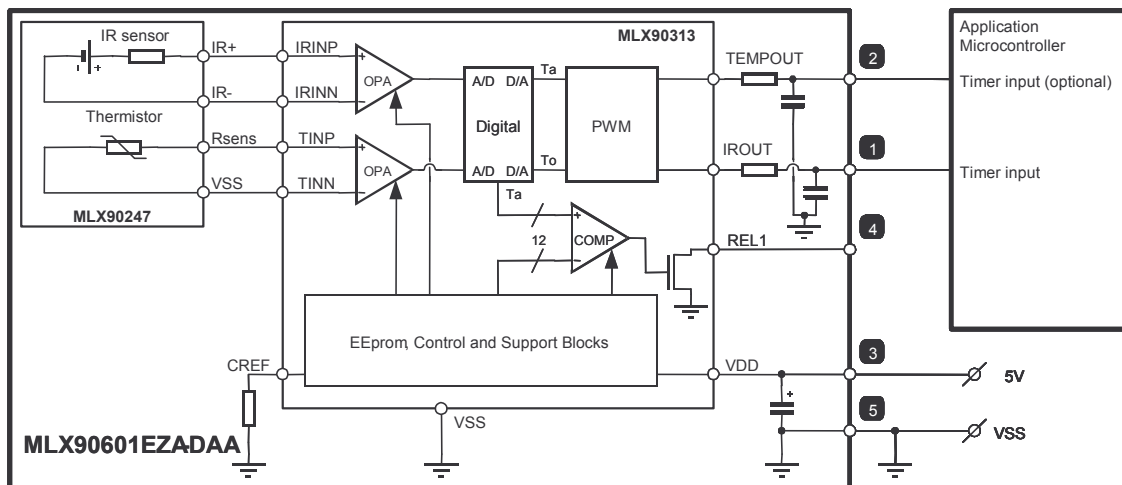 IR sensor
IR+
IRINP
MLX90313
Application
Microcontroller
- +
+
OPA
-
A/D D/A
Ta
TEMPOUT
2
Timer input (optional)
IR-
IRINN
Thermistor
Digital
PWM
Rsens
TINP
+
OPA
-
To
IROUT
1
Timer input
VSS
TINN
A/D D/A
Ta
MLX90247
12
+
COMP
-
REL1
4
EEprom, Control and Support Blocks
CREF
VDD
3
5V
+
VSS
5
VSS
MLX90601EZA-DAA